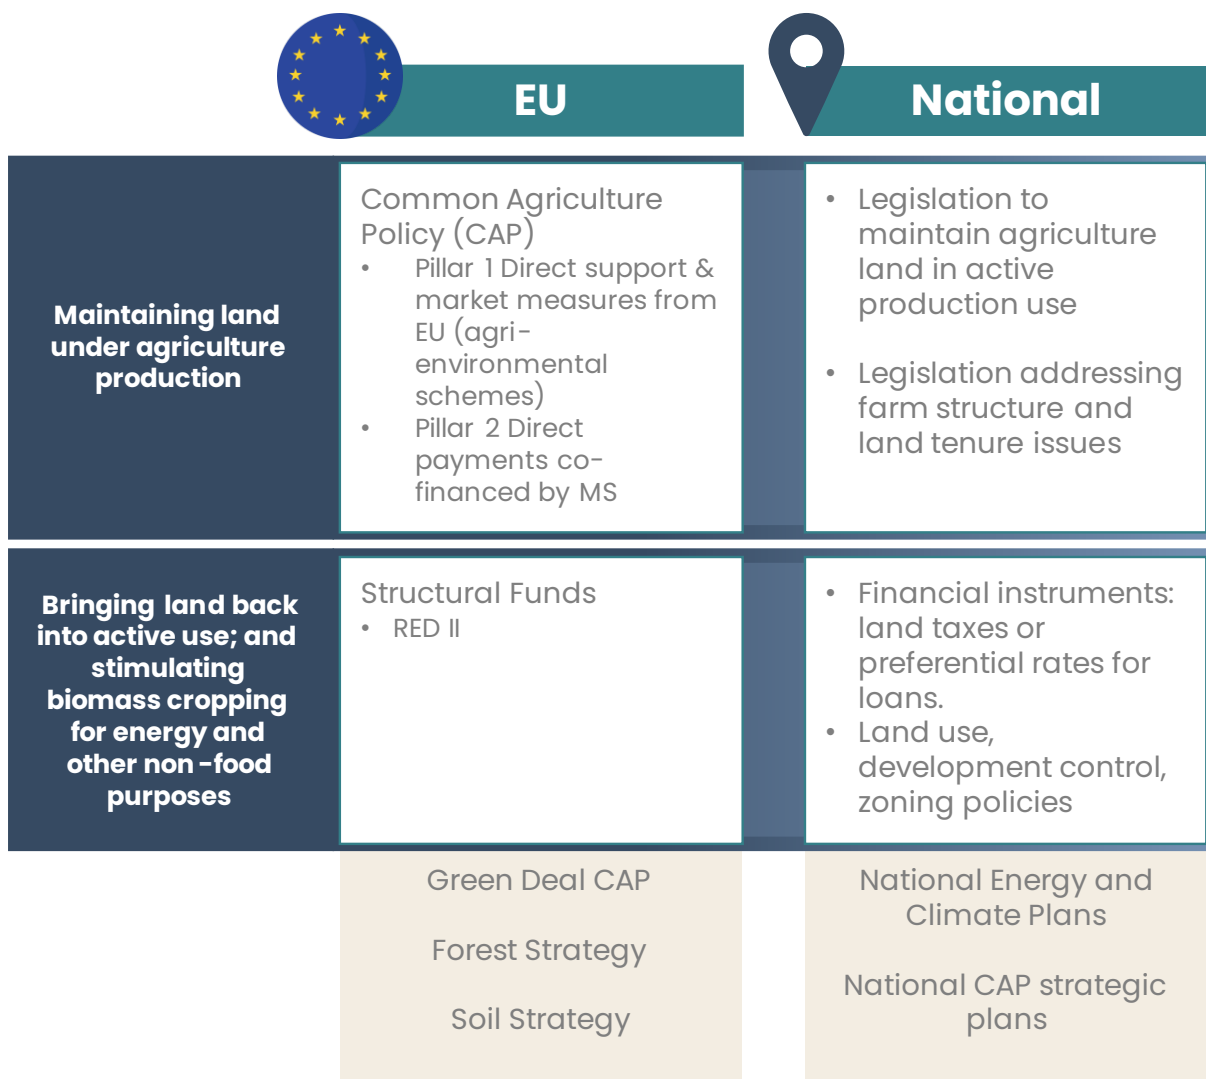 EU
National
Maintaining land
under agriculture
production
Common Agriculture
Policy (CAP)
• Pillar 1 Direct support &
market measures from
EU (agri-
environmental
schemes)
• Pillar 2 Direct
payments co-
financed by MS
• Legislation to
maintain agriculture
land in active
production use
• Legislation addressing
farm structure and
land tenure issues
Bringing land back
into active use; and
stimulating
biomass cropping
for energy and
other non-food
purposes
Structural Funds
• RED II
• Financial instruments:
land taxes or
preferential rates for
loans.
• Land use,
development control,
zoning policies
Green Deal CAP
Forest Strategy
Soil Strategy
National Energy and
Climate Plans
National CAP strategic
plans